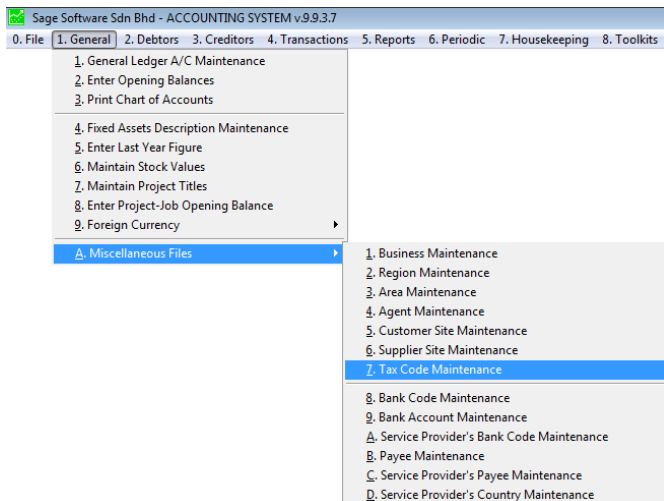 Sage Software Sdn Bhd - ACCOUNTING SYSTEM v.9.9.3.7
0. File 1. General 2. Debtors 3. Creditors 4. Transactions 5. Reports 6. Periodic 7. Housekeeping 8. Toolkits
1. General Ledger A/C Maintenance
2. Enter Opening Balances
3. Print Chart of Accounts
4. Fixed Assets Description Maintenance
5. Enter Last Year Figure
6. Maintain Stock Values
7. Maintain Project Titles
8. Enter Project-Job Opening Balance
9. Foreign Currency
A. Miscellaneous Files
1. Business Maintenance
2. Region Maintenance
3. Area Maintenance
4. Agent Maintenance
5. Customer Site Maintenance
6. Supplier Site Maintenance
7. Tax Code Maintenance
8. Bank Code Maintenance
9. Bank Account Maintenance
A. Service Provider's Bank Code Maintenance
B. Payee Maintenance
C. Service Provider's Payee Maintenance
D. Service Provider's Country Maintenance